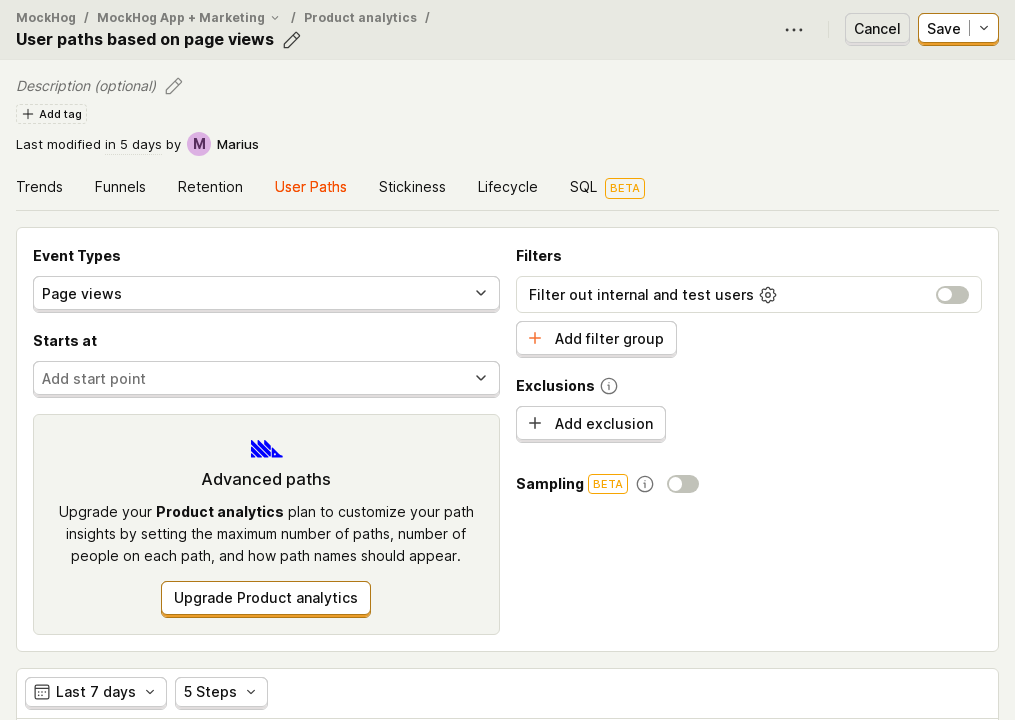 MockHog / MockHog App + Marketing / Product analytics /
User paths based on page views
Cancel
Save
Description (optional)
Add tag
Last modified in 5 days by M Marius
Trends Funnels Retention User Paths Stickiness Lifecycle SQL BETA
Event Types
Page views
Starts at
Add start point
Advanced paths
Upgrade your Product analytics plan to customize your path
insights by setting the maximum number of paths, number of
people on each path, and how path names should appear.
Upgrade Product analytics
Filters
Filter out internal and test users
Add filter group
Exclusions
Add exclusion
Sampling BETA
Last 7 days
5 Steps